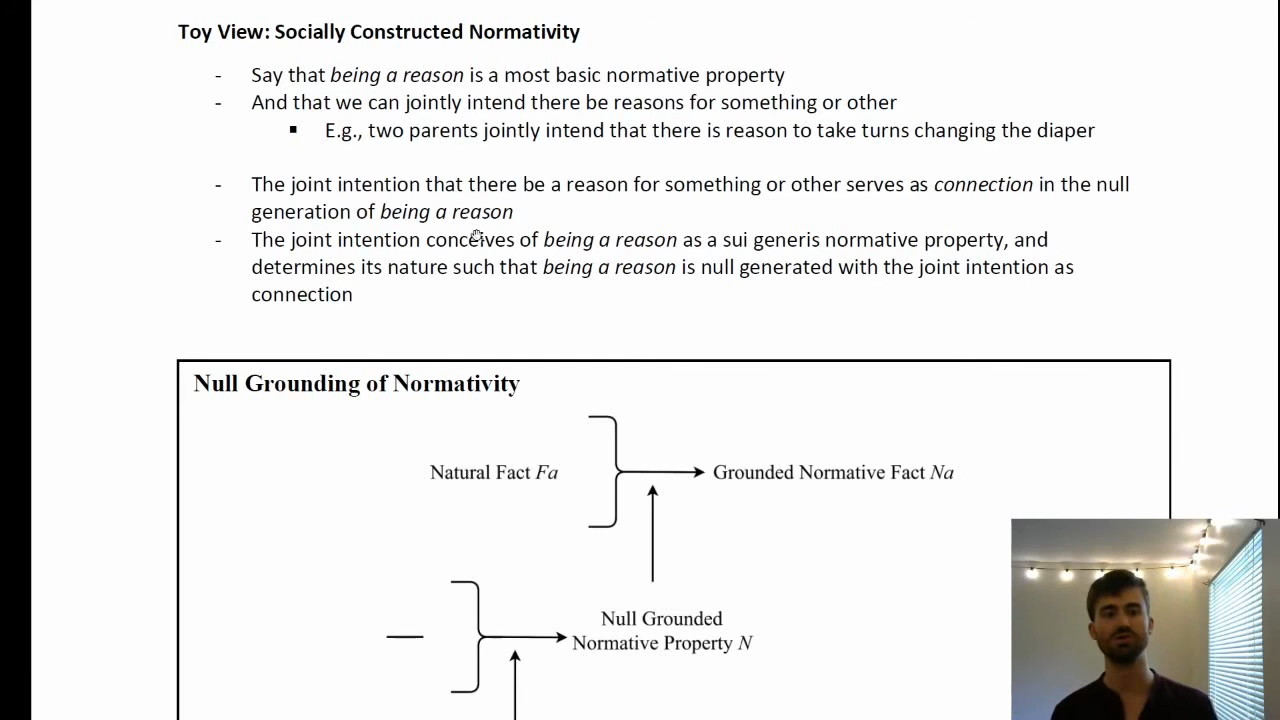 Toy View: Socially Constructed Normativity
- Say that being a reason is a most basic normative property
- And that we can jointly intend there be reasons for something or other
▪ E.g., two parents jointly intend that there is reason to take turns changing the diaper
- The joint intention that there be a reason for something or other serves as connection in the null
generation of being a reason
- The joint intention conceives of being a reason as a sui generis normative property, and
determines its nature such that being a reason is null generated with the joint intention as
connection
Null Grounding of Normativity
Natural Fact Fa
Grounded Normative Fact Na
Null Grounded
Normative Property N